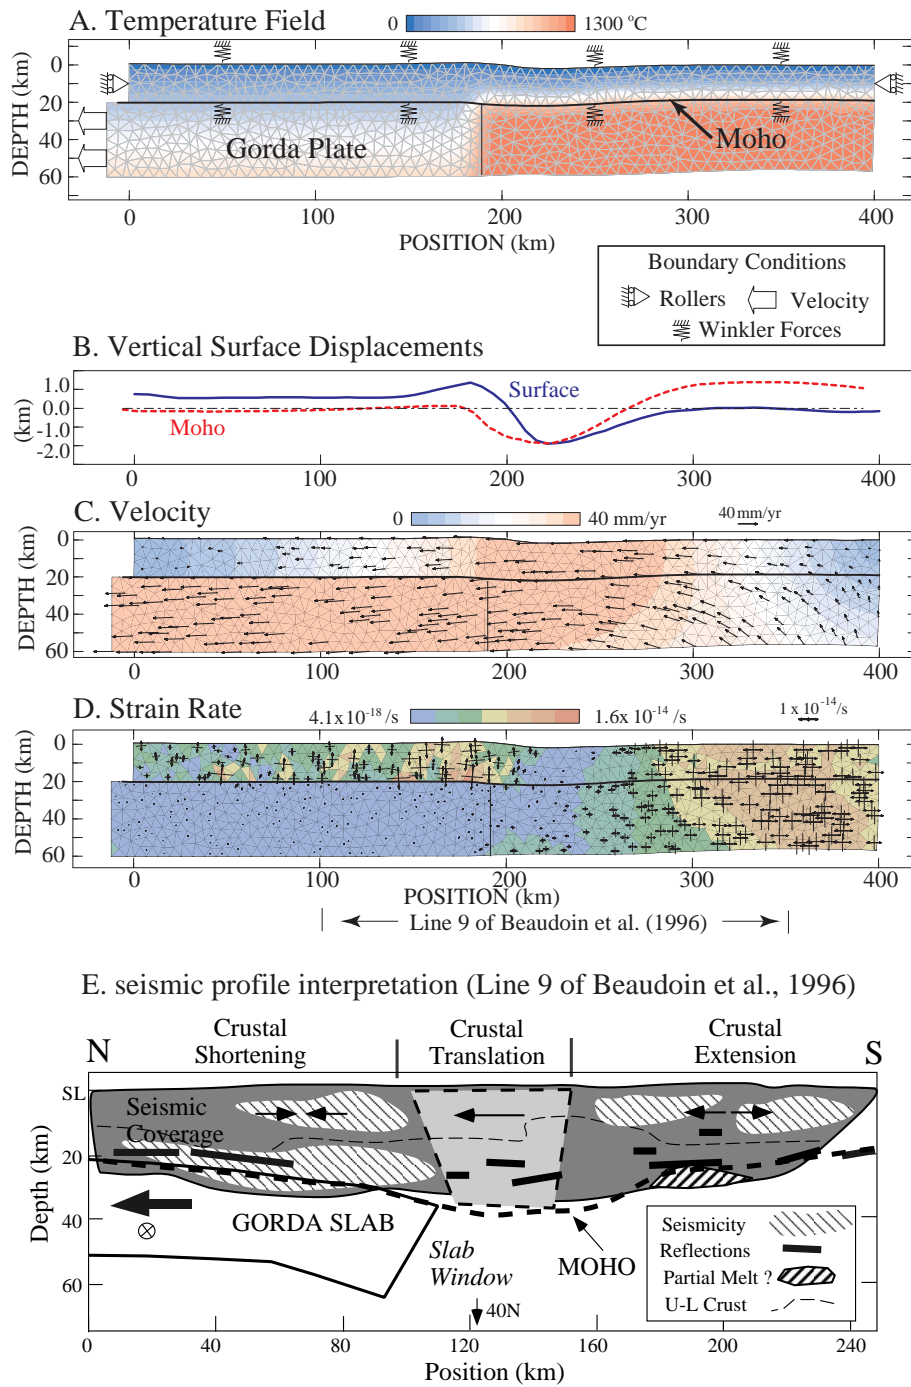 A. Temperature Field
0 1300 °C
DEPTH (km)
0
20
40
60
Gorda Plate
Moho
0 100 200 300 400
POSITION (km)
Boundary Conditions
Rollers Velocity
Winkler Forces
B. Vertical Surface Displacements
(km)
1.0
0.0
-1.0
-2.0
Surface
Moho
0 100 200 300 400
C. Velocity
0 40 mm/yr
40 mm/yr
DEPTH (km)
0
20
40
60
0 100 200 300 400
D. Strain Rate
4.1x10-18/s 1.6x 10-14/s
1 x 10-14/s
DEPTH (km)
0
20
40
60
0 100 200 300 400
POSITION (km)
Line 9 of Beaudoin et al. (1996)
E. seismic profile interpretation (Line 9 of Beaudoin et al., 1996)
N
Crustal
Shortening
Crustal
Translation
Crustal
Extension
S
Depth (km)
SL
20
40
60
Seismic
Coverage
GORDA SLAB
Slab
Window
MOHO
40N
Seismicity
Reflections
Partial Melt ?
U-L Crust
0 40 80 120 160 200 240
Position (km)